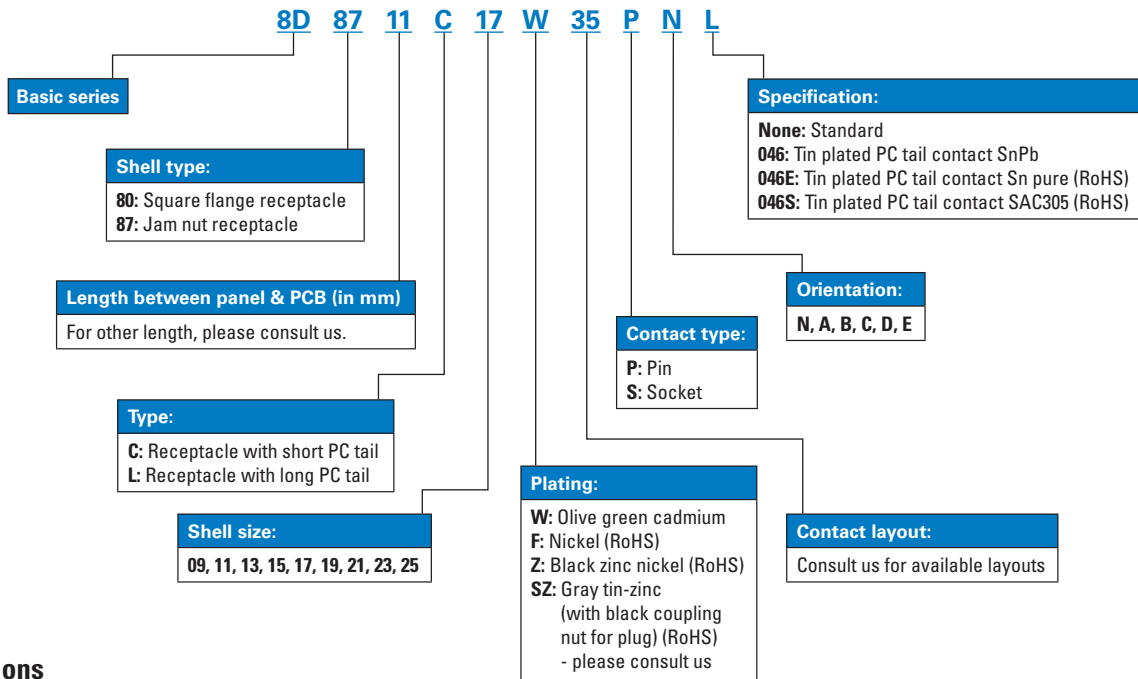 8D 87 11 C 17 W 35 P N L
Basic series
Specification:
None: Standard
046: Tin plated PC tail contact SnPb
046E: Tin plated PC tail contact Sn pure (RoHS)
046S: Tin plated PC tail contact SAC305 (RoHS)
Shell type:
80: Square flange receptacle
87: Jam nut receptacle
Length between panel & PCB (in mm)
For other length, please consult us.
Orientation:
N, A, B, C, D, E
Contact type:
P: Pin
S: Socket
Type:
C: Receptacle with short PC tail
L: Receptacle with long PC tail
Plating:
W: Olive green cadmium
F: Nickel (RoHS)
Z: Black zinc nickel (RoHS)
SZ: Gray tin-zinc
(with black coupling
nut for plug) (RoHS)
- please consult us
Shell size:
09, 11, 13, 15, 17, 19, 21, 23, 25
Contact layout:
Consult us for available layouts
ons